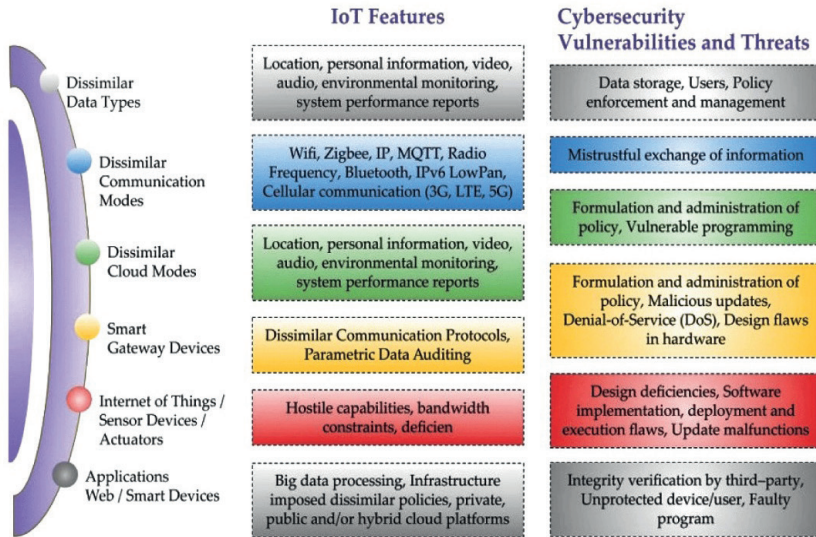 IoT Features
Cybersecurity
Vulnerabilities and Threats
Dissimilar
Data Types
Location, personal information, video,
audio, environmental monitoring,
system performance reports
Data storage, Users, Policy
enforcement and management
Dissimilar
Communication
Modes
Wifi, Zigbee, IP, MQTT, Radio
Frequency, Bluetooth, IPv6 LowPan,
Cellular communication (3G, LTE, 5G)
Mistrustful exchange of information
Dissimilar
Cloud Modes
Location, personal information, video,
audio, environmental monitoring,
system performance reports
Formulation and administration of
policy, Vulnerable programming
Smart
Gateway Devices
Dissimilar Communication Protocols,
Parametric Data Auditing
Formulation and administration of
policy, Malicious updates,
Denial-of-Service (DoS), Design flaws
in hardware
Internet of Things /
Sensor Devices /
Actuators
Hostile capabilities, bandwidth
constraints, deficien
Design deficiencies, Software
implementation, deployment and
execution flaws, Update malfunctions
Applications
Web / Smart Devices
Big data processing, Infrastructure
imposed dissimilar policies, private,
public and/or hybrid cloud platforms
Integrity verification by third–party,
Unprotected device/user, Faulty
program